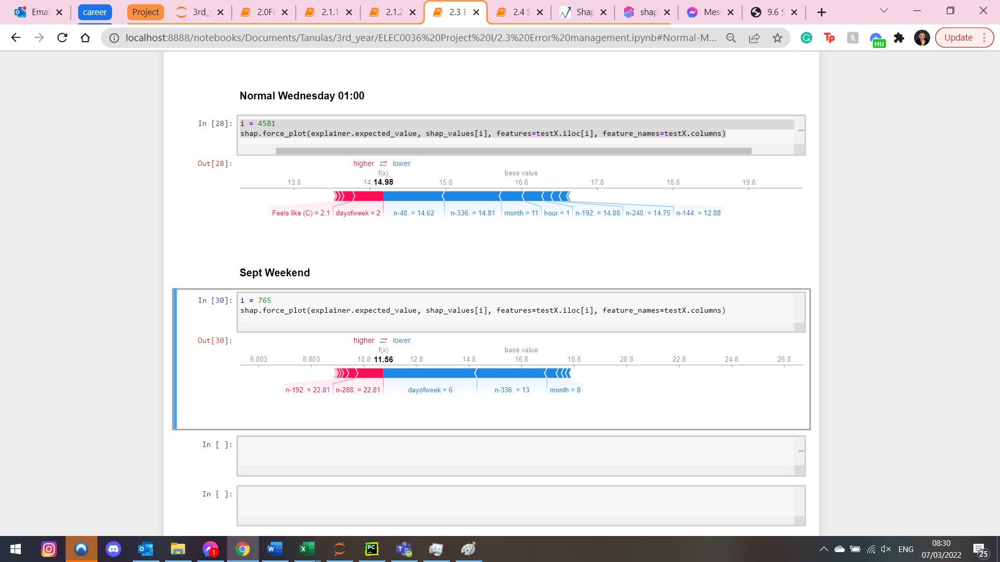 Emai
career
Project
3rd_y
2.0Fe
2.1.1
2.1.2
2.3 E
2.4 S
Shap
shap
Mes
9.6 S
localhost:8888/notebooks/Documents/Tanulas/3rd_year/ELEC0036%20Project%20I/2.3%20Error%20management.ipynb#Normal-M...
HU
Update
Normal Wednesday 01:00
In [28]:
i = 4581
shap.force_plot(explainer.expected_value, shap_values[i], features=testX.iloc[i], feature_names=testX.columns)
Out[28]:
higher ⇄ lower
f(x) base value
13.8 14. 14.98 15.8 16.8 17.8 18.8 19.8
Feels like (C) = 2.1 dayofweek = 2 n-48. = 14.62 n-336. = 14.81 month = 11 hour = 1 n-192. = 14.88 n-240. = 14.75 n-144. = 12.88
Sept Weekend
In [30]:
i = 765
shap.force_plot(explainer.expected_value, shap_values[i], features=testX.iloc[i], feature_names=testX.columns)
Out[30]:
higher ⇄ lower
f(x) base value
6.803 8.803 10.8 11.56 12.8 14.8 16.8 18.8 20.8 22.8 24.8 26.8
n-192. = 22.81 n-288. = 22.81 dayofweek = 6 n-336. = 13 month = 8
In [ ]:
In [ ]:
1
ENG
08:30
07/03/2022
25